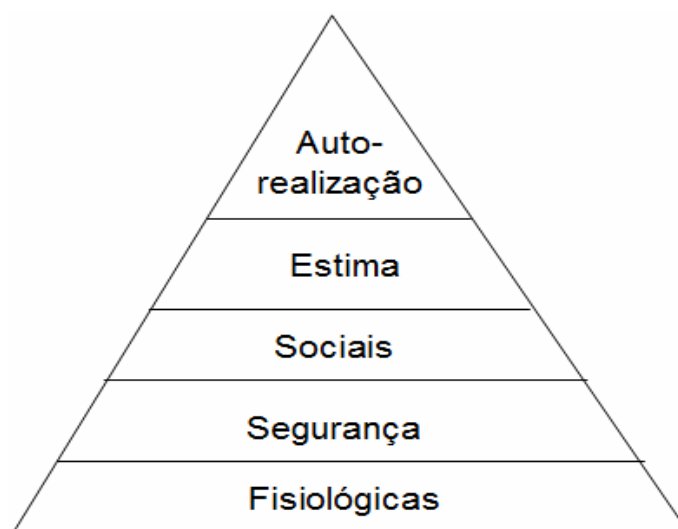 Auto-
realização
Estima
Sociais
Segurança
Fisiológicas